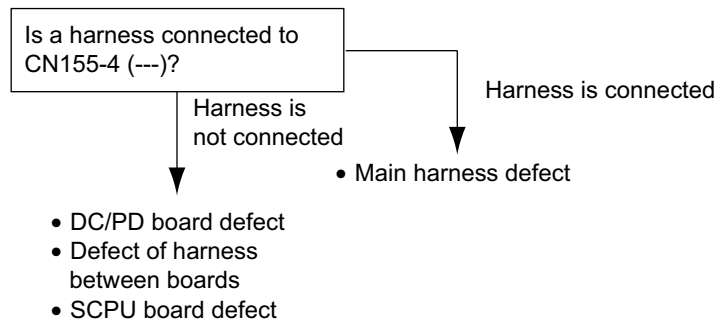 Is a harness connected to
CN155-4 (---)?
Harness is connected
Harness is
not connected
• Main harness defect
• DC/PD board defect
• Defect of harness
between boards
• SCPU board defect